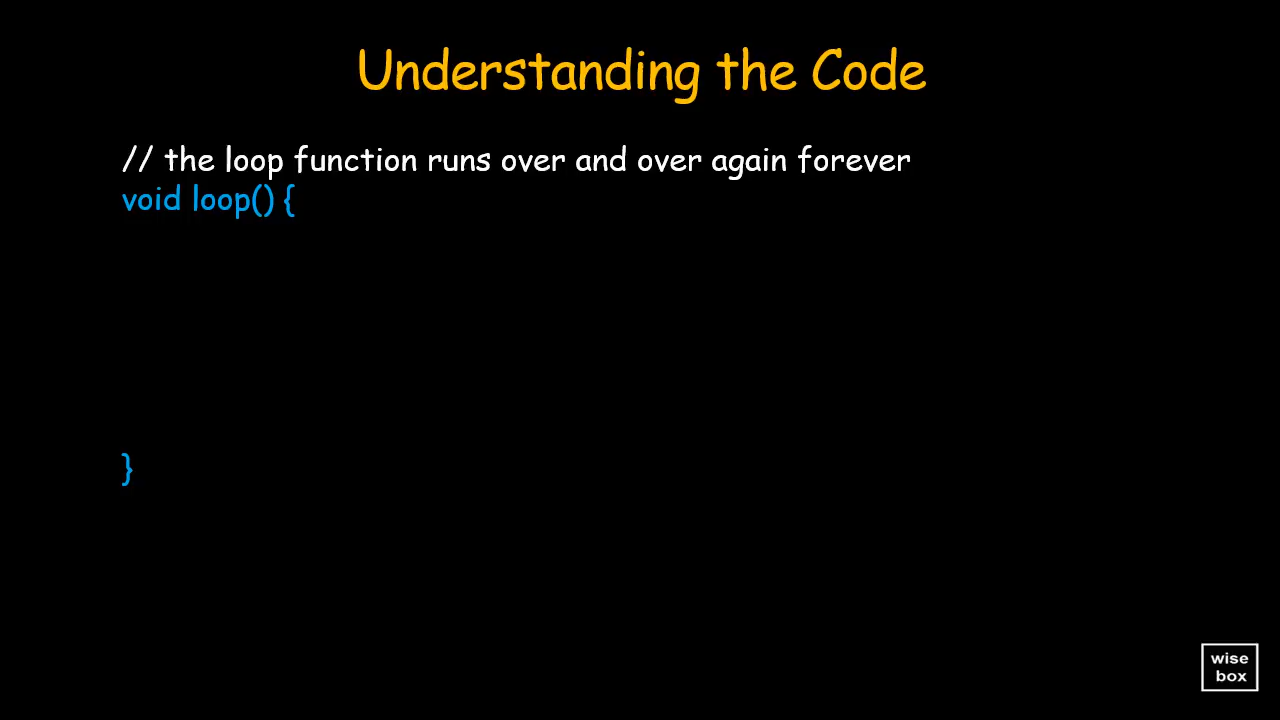 Understanding the Code
// the loop function runs over and over again forever
void loop() {
}
wise
box